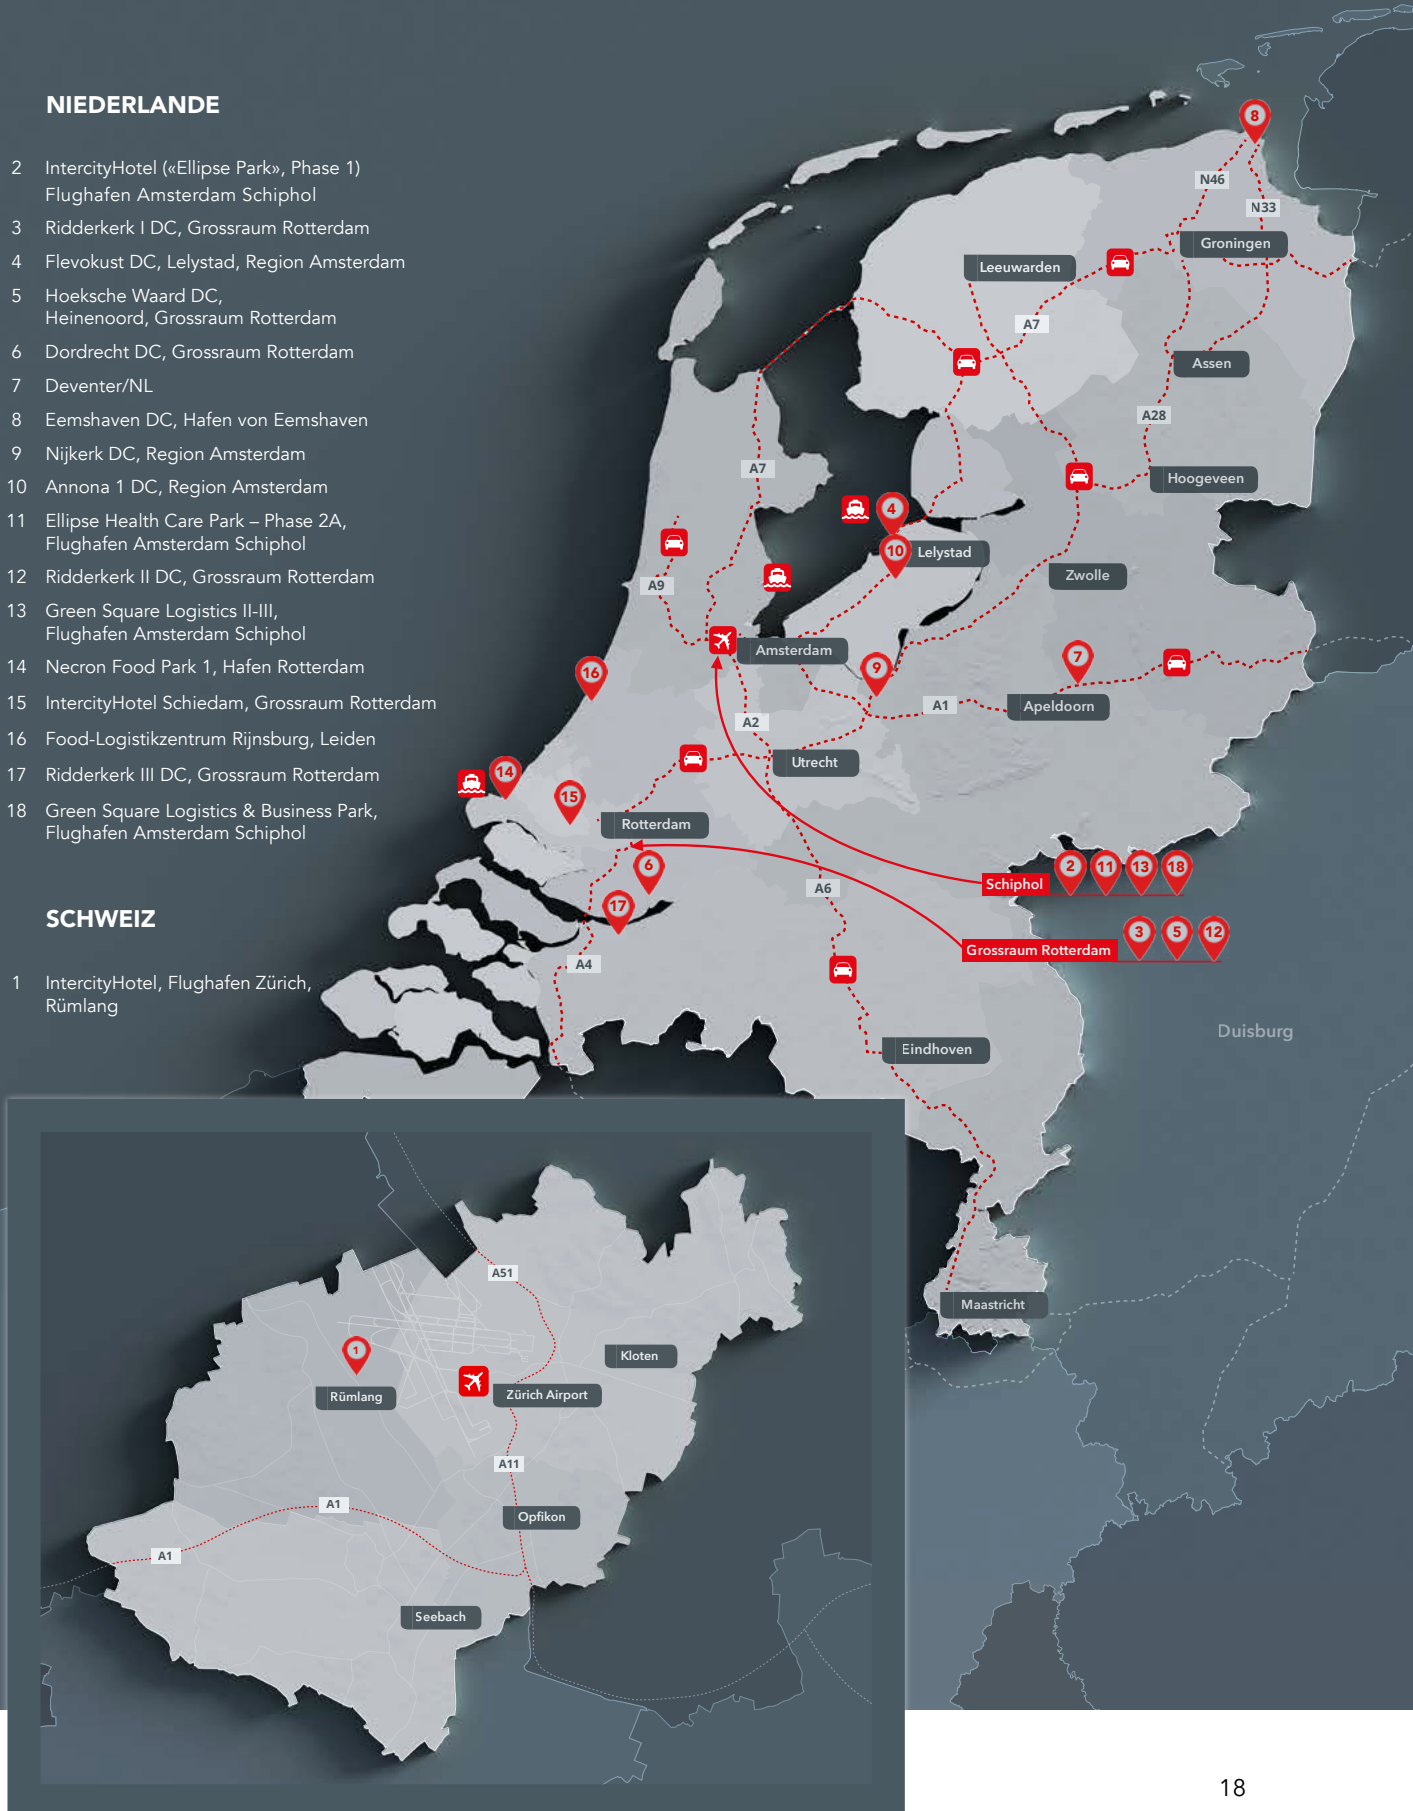 NIEDERLANDE
2 IntercityHotel («Ellipse Park», Phase 1)
Flughafen Amsterdam Schiphol
3 Ridderkerk I DC, Grossraum Rotterdam
4 Flevokust DC, Lelystad, Region Amsterdam
5 Hoeksche Waard DC,
Heinenoord, Grossraum Rotterdam
6 Dordrecht DC, Grossraum Rotterdam
7 Deventer/NL
8 Eemshaven DC, Hafen von Eemshaven
9 Nijkerk DC, Region Amsterdam
10 Annona 1 DC, Region Amsterdam
11 Ellipse Health Care Park – Phase 2A,
Flughafen Amsterdam Schiphol
12 Ridderkerk II DC, Grossraum Rotterdam
13 Green Square Logistics II-III,
Flughafen Amsterdam Schiphol
14 Necron Food Park 1, Hafen Rotterdam
15 IntercityHotel Schiedam, Grossraum Rotterdam
16 Food-Logistikzentrum Rijnsburg, Leiden
17 Ridderkerk III DC, Grossraum Rotterdam
18 Green Square Logistics & Business Park,
Flughafen Amsterdam Schiphol
SCHWEIZ
1 IntercityHotel, Flughafen Zürich,
Rümlang
8
N46
N33
Groningen
Leeuwarden
A7
Assen
A28
A7
Hoogeveen
4
10
Lelystad
A9
Zwolle
Amsterdam
16
9
7
A1
Apeldoorn
A2
Utrecht
14
15
Rotterdam
6
Schiphol 2 11 13 18
A6
17
Grossraum Rotterdam 3 5 12
A4
Duisburg
Eindhoven
Maastricht
A51
1
Kloten
Rümlang
Zürich Airport
A11
A1
Opfikon
A1
Seebach
18